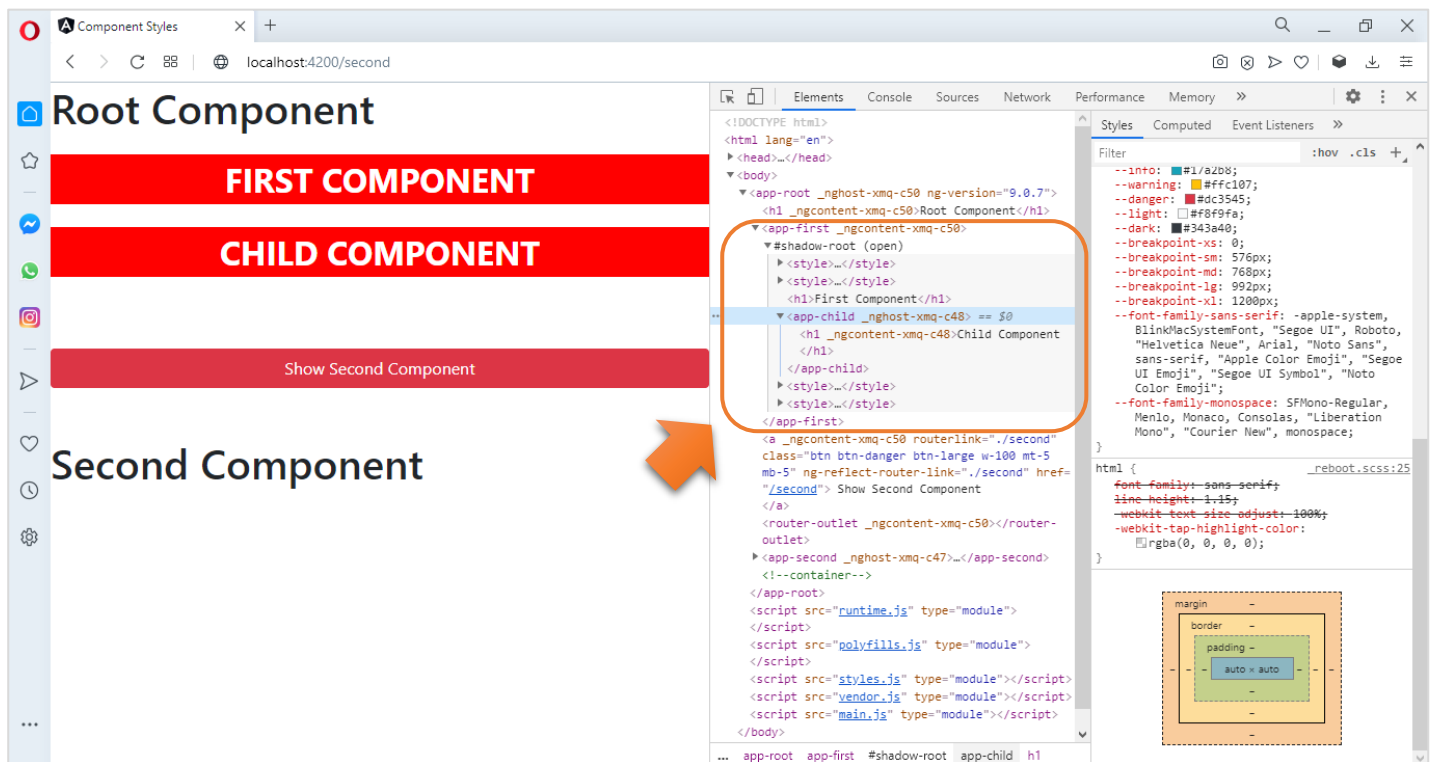 Component Styles
localhost:4200/second
Root Component
FIRST COMPONENT
CHILD COMPONENT
Show Second Component
Second Component
Elements Console Sources Network Performance Memory »
<!DOCTYPE html>
<html lang="en">
<head>…</head>
<body>
<app-root _nghost-xmq-c50 ng-version="9.0.7">
<h1 _ngcontent-xmq-c50>Root Component</h1>
<app-first _ngcontent-xmq-c50>
#shadow-root (open)
<style>…</style>
<style>…</style>
<h1>First Component</h1>
<app-child _nghost-xmq-c48> == $0
<h1 _ngcontent-xmq-c48>Child Component
</h1>
</app-child>
<style>…</style>
<style>…</style>
</app-first>
<a _ngcontent-xmq-c50 routerlink="./second"
class="btn btn-danger btn-large w-100 mt-5
mb-5" ng-reflect-router-link="./second" href=
"/second"> Show Second Component
</a>
<router-outlet _ngcontent-xmq-c50></router-
outlet>
<app-second _nghost-xmq-c47>…</app-second>
<!--container-->
</app-root>
<script src="runtime.js" type="module">
</script>
<script src="polyfills.js" type="module">
</script>
<script src="styles.js" type="module"></script>
<script src="vendor.js" type="module"></script>
<script src="main.js" type="module"></script>
</body>
... app-root app-first #shadow-root app-child h1
Styles Computed Event Listeners »
Filter :hov .cls +
--info: #17a2b8;
--warning: #ffc107;
--danger: #dc3545;
--light: #f8f9fa;
--dark: #343a40;
--breakpoint-xs: 0;
--breakpoint-sm: 576px;
--breakpoint-md: 768px;
--breakpoint-lg: 992px;
--breakpoint-xl: 1200px;
--font-family-sans-serif: -apple-system,
BlinkMacSystemFont, "Segoe UI", Roboto,
"Helvetica Neue", Arial, "Noto Sans",
sans-serif, "Apple Color Emoji", "Segoe
UI Emoji", "Segoe UI Symbol", "Noto
Color Emoji";
--font-family-monospace: SFMono-Regular,
Menlo, Monaco, Consolas, "Liberation
Mono", "Courier New", monospace;
}
html { _reboot.scss:25
font-family: sans-serif;
line-height: 1.15;
-webkit-text-size-adjust: 100%;
-webkit-tap-highlight-color:
rgba(0, 0, 0, 0);
}
margin –
border –
padding –
– – – auto × auto – – –
–
–
–